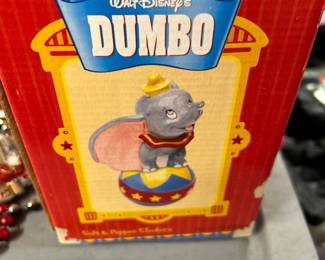 WALT DISNEY'S
DUMBO
Salt & Pepper Shakers